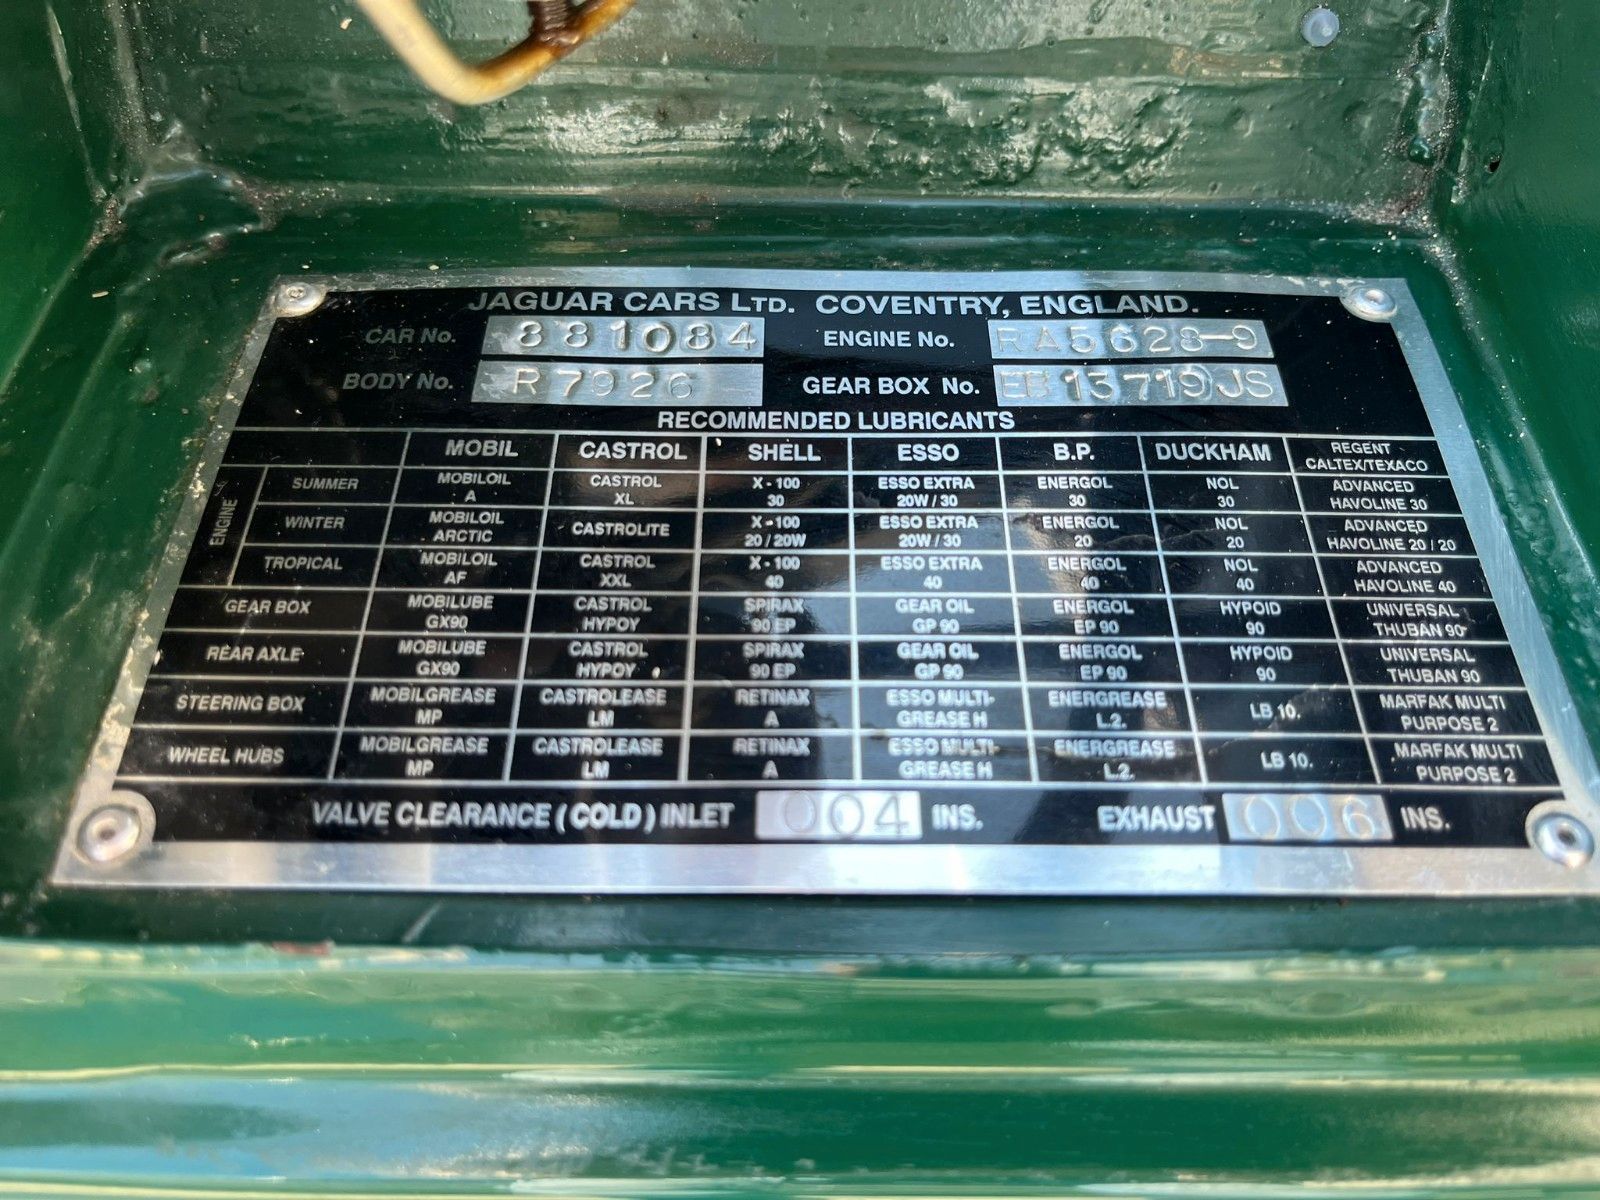 JAGUAR CARS LTD. COVENTRY, ENGLAND.
CAR No. 881084 ENGINE No. RA5628-9
BODY No. R7926 GEAR BOX No. EB13719JS
RECOMMENDED LUBRICANTS
MOBIL CASTROL SHELL ESSO B.P. DUCKHAM REGENT CALTEX/TEXACO
ENGINE
SUMMER MOBILOIL A CASTROL XL X-100 30 ESSO EXTRA 20W/30 ENERGOL 30 NOL 30 ADVANCED HAVOLINE 30
WINTER MOBILOIL ARCTIC CASTROLITE X-100 20/20W ESSO EXTRA 20W/30 ENERGOL 20 NOL 20 ADVANCED HAVOLINE 20/20
TROPICAL MOBILOIL AF CASTROL XXL X-100 40 ESSO EXTRA 40 ENERGOL 40 NOL 40 ADVANCED HAVOLINE 40
GEAR BOX MOBILUBE GX90 CASTROL HYPOY SPIRAX 90 EP GEAR OIL GP 90 ENERGOL EP 90 HYPOID 90 UNIVERSAL THUBAN 90
REAR AXLE MOBILUBE GX90 CASTROL HYPOY SPIRAX 90 EP GEAR OIL GP 90 ENERGOL EP 90 HYPOID 90 UNIVERSAL THUBAN 90
STEERING BOX MOBILGREASE MP CASTROLEASE LM RETINAX A ESSO MULTI-GREASE H ENERGREASE L.2. LB 10. MARFAK MULTI PURPOSE 2
WHEEL HUBS MOBILGREASE MP CASTROLEASE LM RETINAX A ESSO MULTI-GREASE H ENERGREASE L.2. LB 10. MARFAK MULTI PURPOSE 2
VALVE CLEARANCE (COLD) INLET 004 INS. EXHAUST 006 INS.